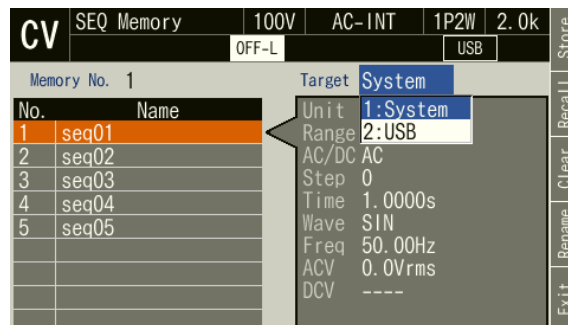 CV SEQ Memory 100V AC-INT 1P2W 2.0k
OFF-L USB
Memory No. 1 Target System
No. Name
1 seq01
2 seq02
3 seq03
4 seq04
5 seq05
Unit 1:System
Range 2:USB
AC/DC AC
Step 0
Time 1.0000s
Wave SIN
Freq 50.00Hz
ACV 0.0Vrms
DCV ----
Store
Recall
Clear
Rename
Exit